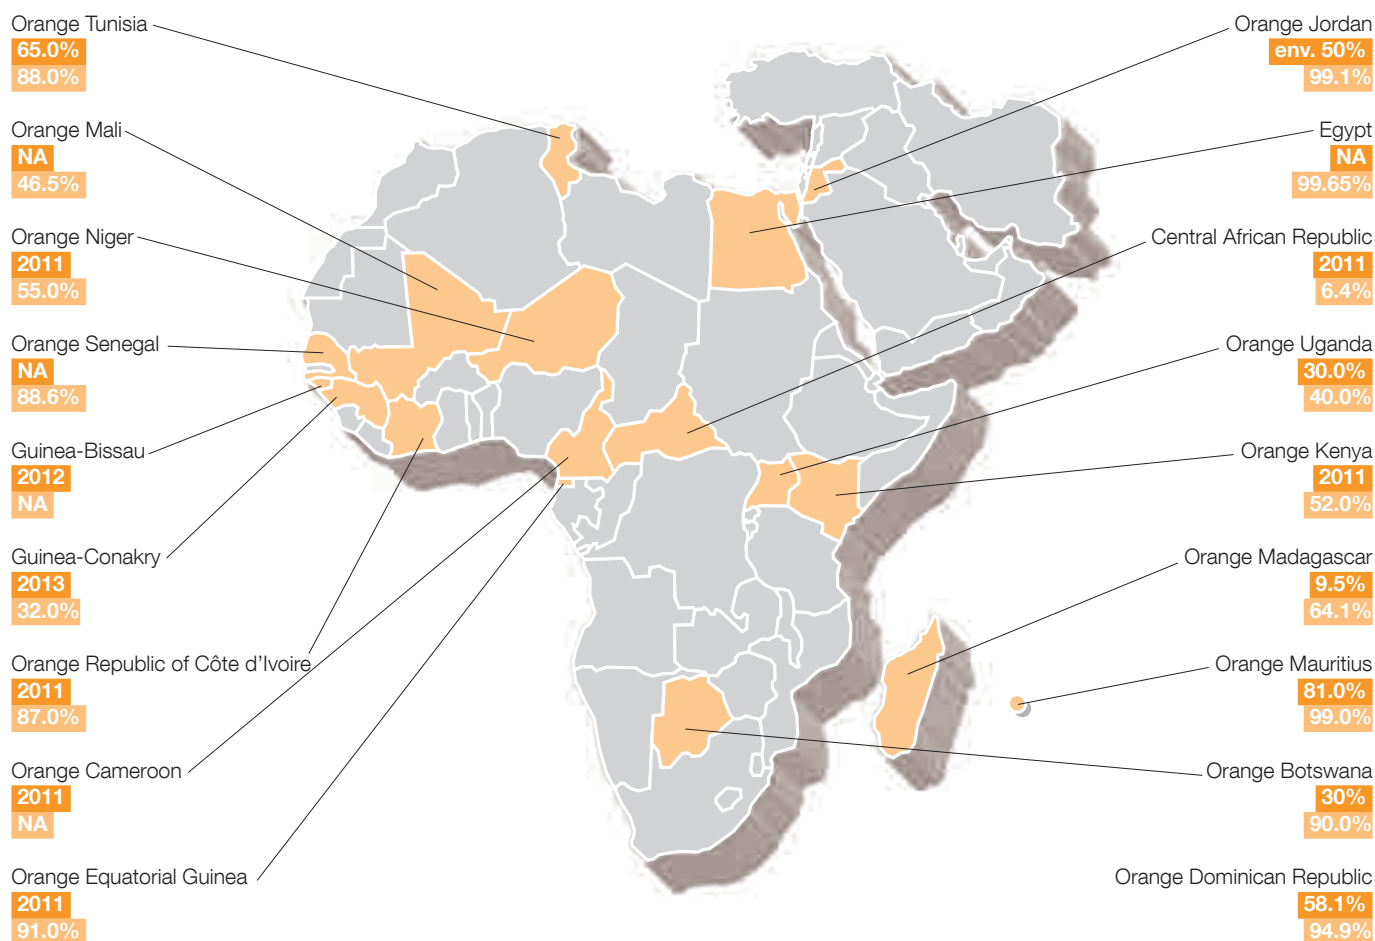 Orange Tunisia
65.0%
88.0%
Orange Mali
NA
46.5%
Orange Niger
2011
55.0%
Orange Senegal
NA
88.6%
Guinea-Bissau
2012
NA
Guinea-Conakry
2013
32.0%
Orange Republic of Côte d’Ivoire
2011
87.0%
Orange Cameroon
2011
NA
Orange Equatorial Guinea
2011
91.0%
Orange Jordan
env. 50%
99.1%
Egypt
NA
99.65%
Central African Republic
2011
6.4%
Orange Uganda
30.0%
40.0%
Orange Kenya
2011
52.0%
Orange Madagascar
9.5%
64.1%
Orange Mauritius
81.0%
99.0%
Orange Botswana
30%
90.0%
Orange Dominican Republic
58.1%
94.9%